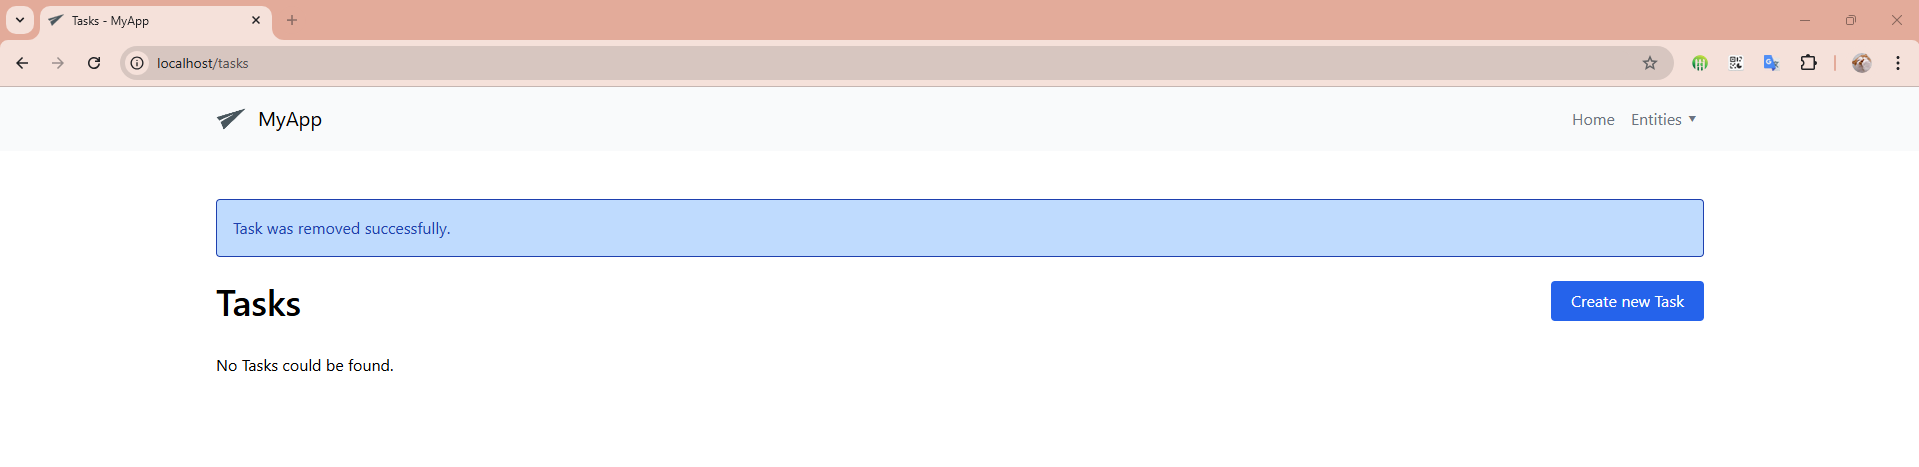 Tasks - MyApp
localhost/tasks
MyApp
Home Entities
Task was removed successfully.
Tasks
Create new Task
No Tasks could be found.